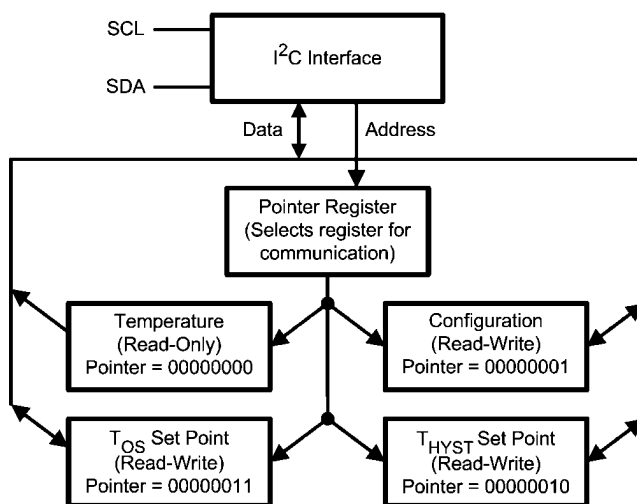 SCL
SDA
I²C Interface
Data
Address
Pointer Register
(Selects register for
communication)
Temperature
(Read-Only)
Pointer = 00000000
Configuration
(Read-Write)
Pointer = 00000001
TOS Set Point
(Read-Write)
Pointer = 00000011
THYST Set Point
(Read-Write)
Pointer = 00000010